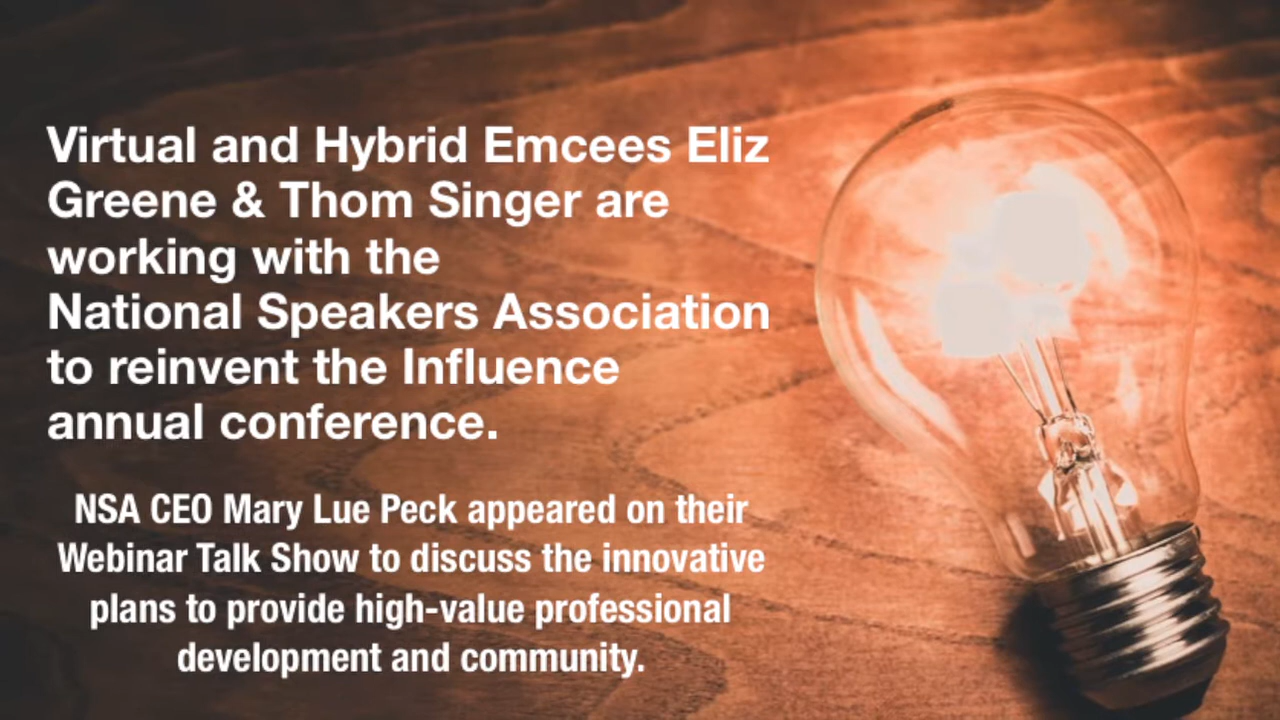 Virtual and Hybrid Emcees Eliz
Greene & Thom Singer are
working with the
National Speakers Association
to reinvent the Influence
annual conference.
NSA CEO Mary Lue Peck appeared on their
Webinar Talk Show to discuss the innovative
plans to provide high-value professional
development and community.